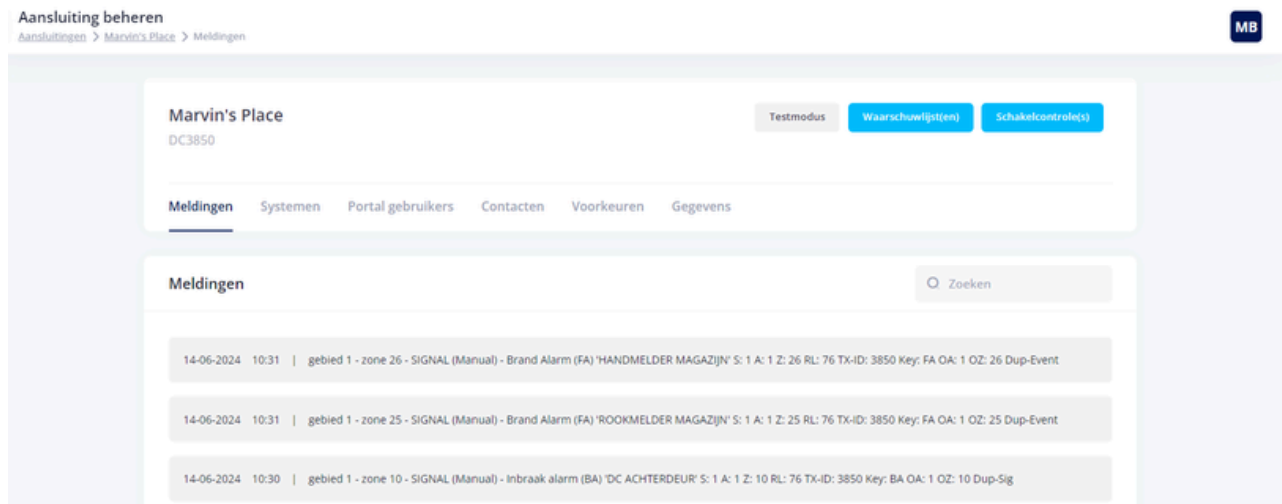 Aansluiting beheren
Aansluitingen > Marvin's Place > Meldingen
MB
Marvin's Place
DC3850
Testmodus Waarschuwlijst(en) Schakelcontrole(s)
Meldingen Systemen Portal gebruikers Contacten Voorkeuren Gegevens
Meldingen
Zoeken
14-06-2024 10:31 | gebied 1 - zone 26 - SIGNAL (Manual) - Brand Alarm (FA) 'HANDMELDER MAGAZIJN' S: 1 A: 1 Z: 26 RL: 76 TX-ID: 3850 Key: FA OA: 1 OZ: 26 Dup-Event
14-06-2024 10:31 | gebied 1 - zone 25 - SIGNAL (Manual) - Brand Alarm (FA) 'ROOKMELDER MAGAZIJN' S: 1 A: 1 Z: 25 RL: 76 TX-ID: 3850 Key: FA OA: 1 OZ: 25 Dup-Event
14-06-2024 10:30 | gebied 1 - zone 10 - SIGNAL (Manual) - Inbraak alarm (BA) 'DC ACHTERDEUR' S: 1 A: 1 Z: 10 RL: 76 TX-ID: 3850 Key: BA OA: 1 OZ: 10 Dup-Sig